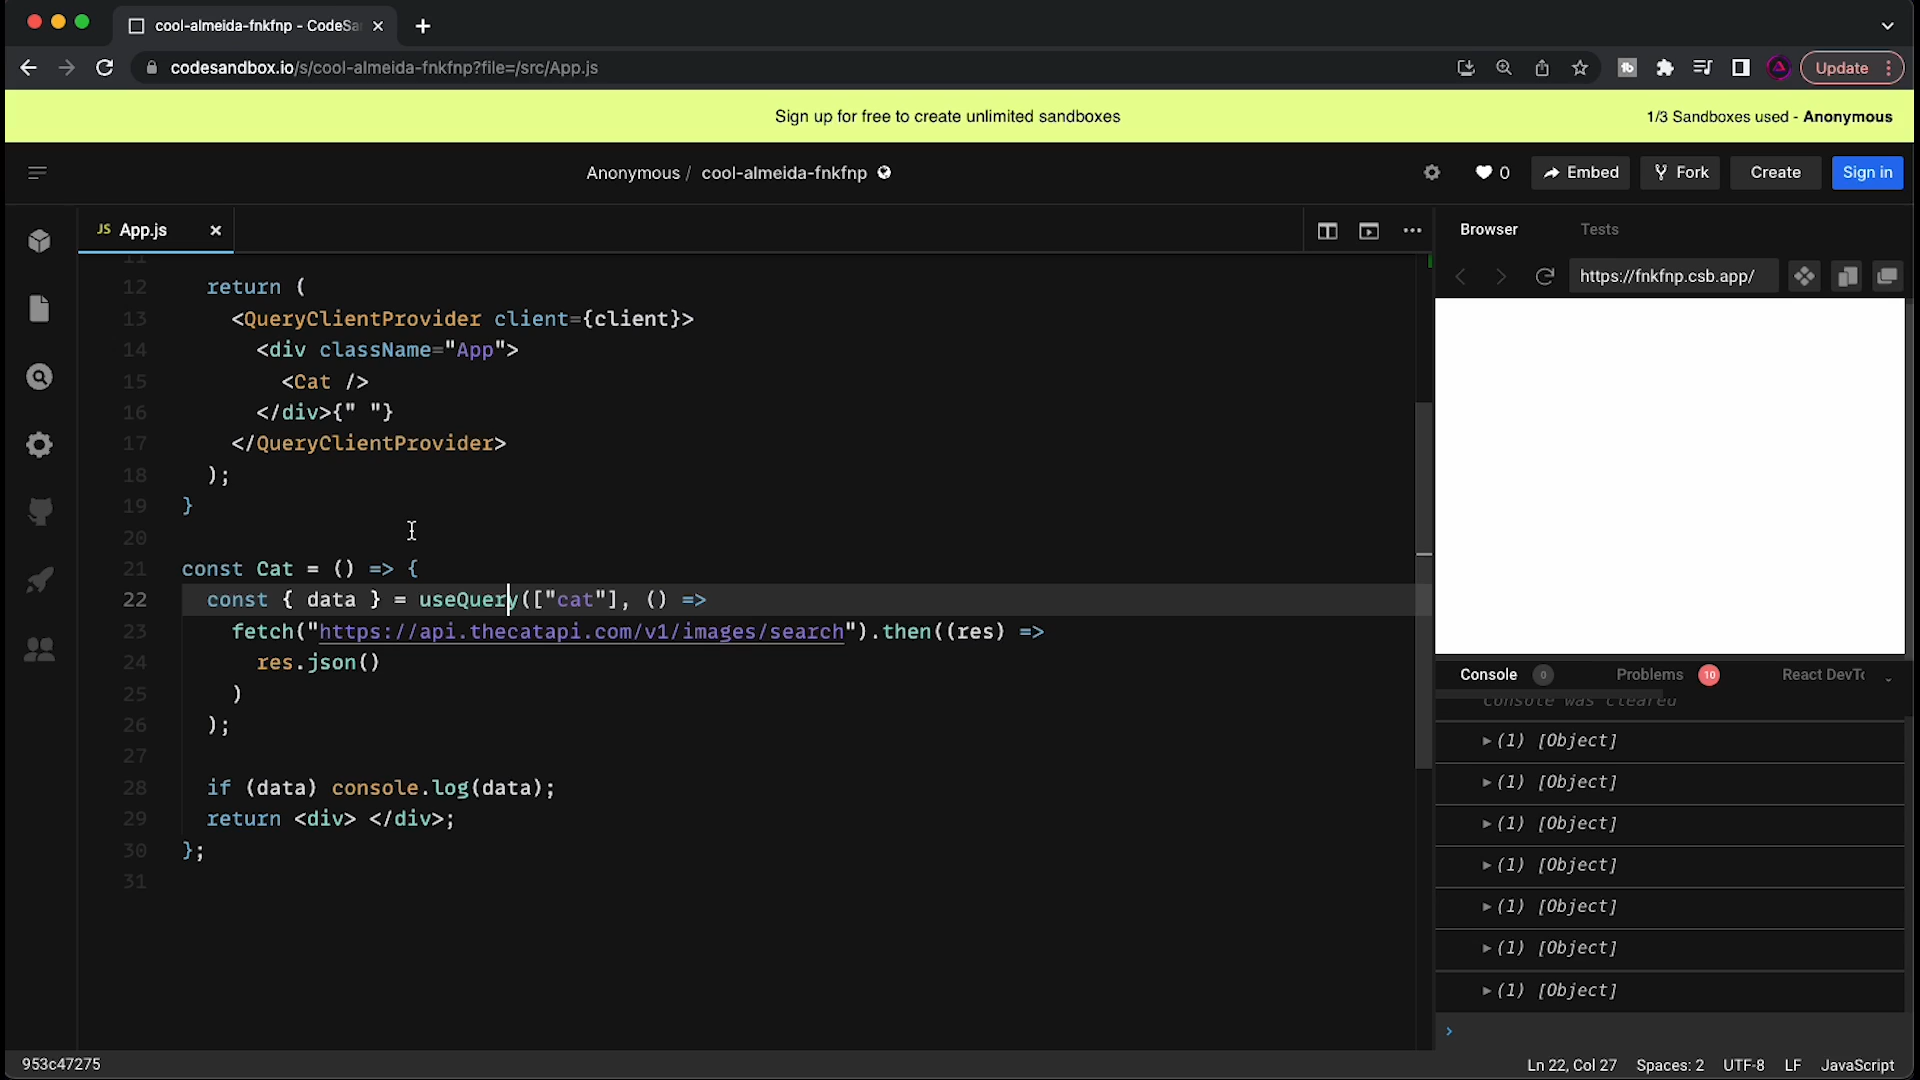 cool-almeida-fnkfnp - CodeSa
codesandbox.io/s/cool-almeida-fnkfnp?file=/src/App.js
Update
Sign up for free to create unlimited sandboxes
1/3 Sandboxes used - Anonymous
Anonymous / cool-almeida-fnkfnp
0
Embed
Fork
Create
Sign in
JS App.js
Browser
Tests
https://fnkfnp.csb.app/
11
12 return (
13 <QueryClientProvider client={client}>
14 <div className="App">
15 <Cat />
16 </div>{" "}
17 </QueryClientProvider>
18 );
19 }
20
21 const Cat = () => {
22 const { data } = useQuery(["cat"], () =>
23 fetch("https://api.thecatapi.com/v1/images/search").then((res) =>
24 res.json()
25 )
26 );
27
28 if (data) console.log(data);
29 return <div> </div>;
30 };
31
Console 0
Problems 10
React DevTo
Console was cleared
(1) [Object]
(1) [Object]
(1) [Object]
(1) [Object]
(1) [Object]
(1) [Object]
(1) [Object]
953c47275
Ln 22, Col 27
Spaces: 2
UTF-8
LF
JavaScript